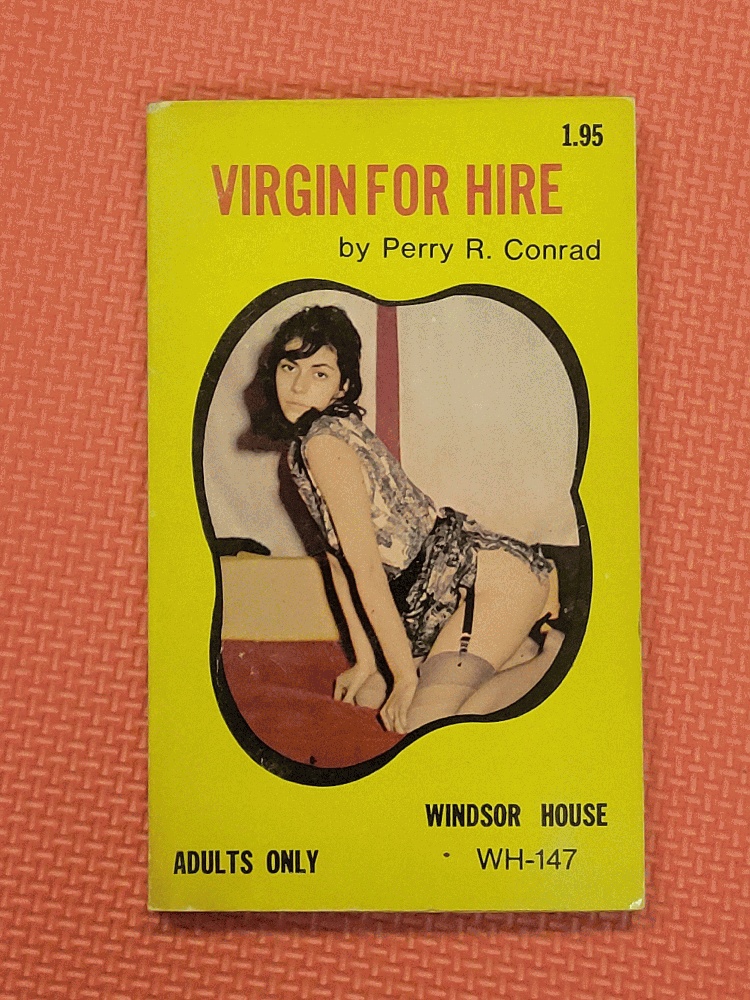 1.95
VIRGIN FOR HIRE
by Perry R. Conrad
WINDSOR HOUSE
ADULTS ONLY
WH-147